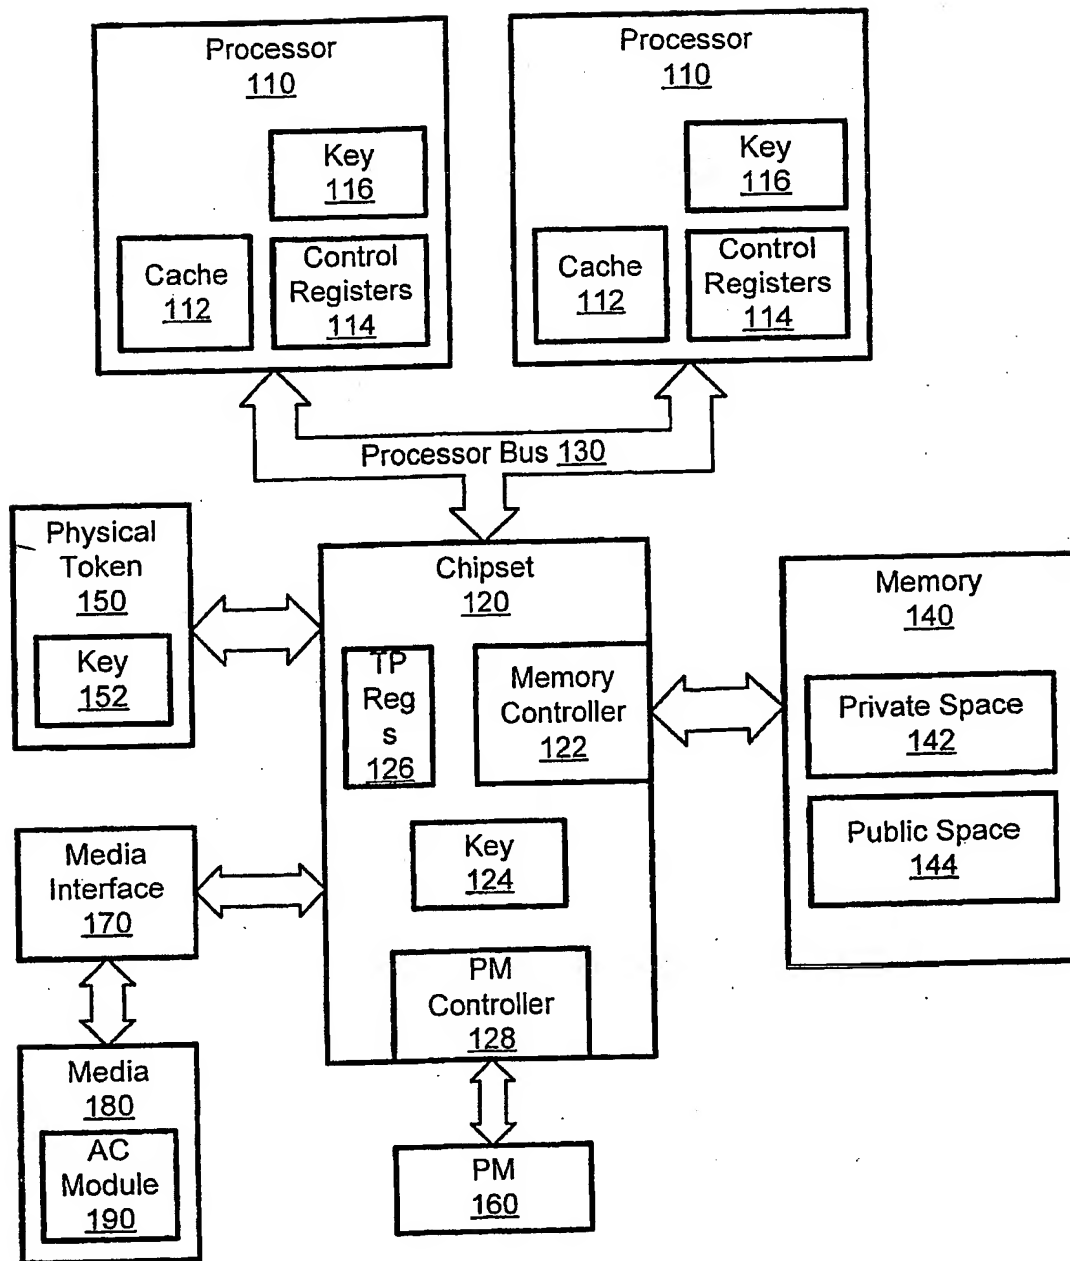 Processor
110
Key
116
Cache
112
Control
Registers
114
Processor
110
Key
116
Cache
112
Control
Registers
114
Processor Bus 130
Physical
Token
150
Key
152
Chipset
120
TP
Reg
s
126
Memory
Controller
122
Key
124
PM
Controller
128
Memory
140
Private Space
142
Public Space
144
Media
Interface
170
Media
180
AC
Module
190
PM
160